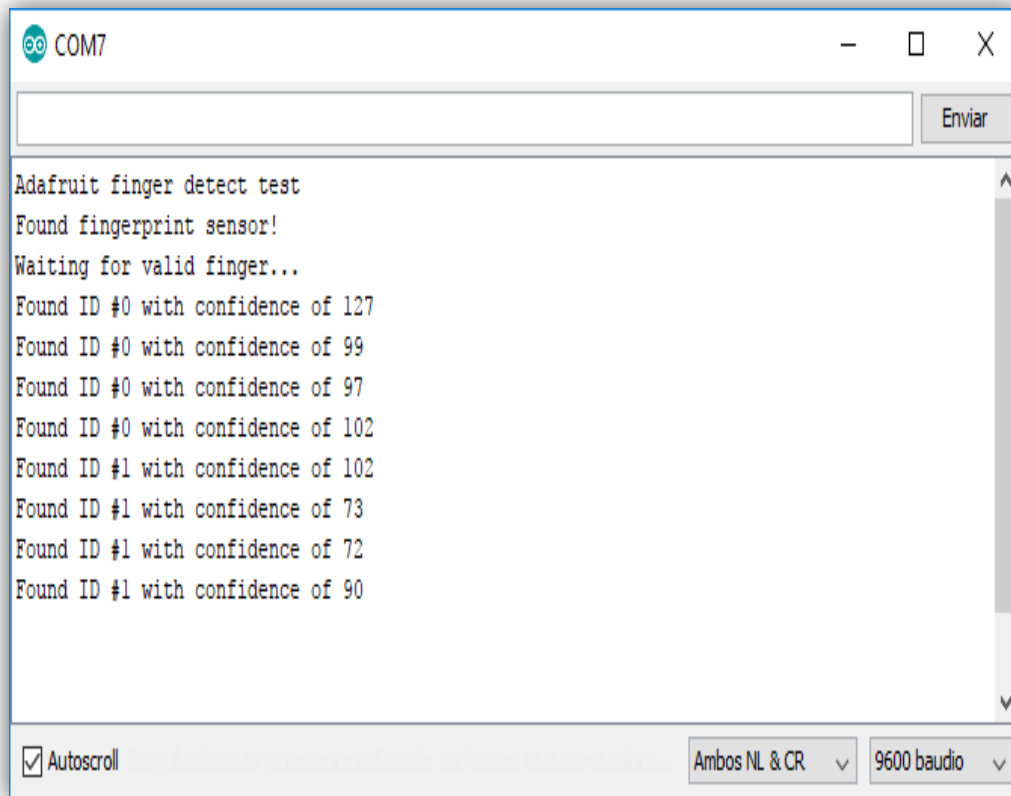 COM7
Enviar
Adafruit finger detect test
Found fingerprint sensor!
Waiting for valid finger...
Found ID #0 with confidence of 127
Found ID #0 with confidence of 99
Found ID #0 with confidence of 97
Found ID #0 with confidence of 102
Found ID #1 with confidence of 102
Found ID #1 with confidence of 73
Found ID #1 with confidence of 72
Found ID #1 with confidence of 90
Autoscroll Ambos NL & CR 9600 baudio